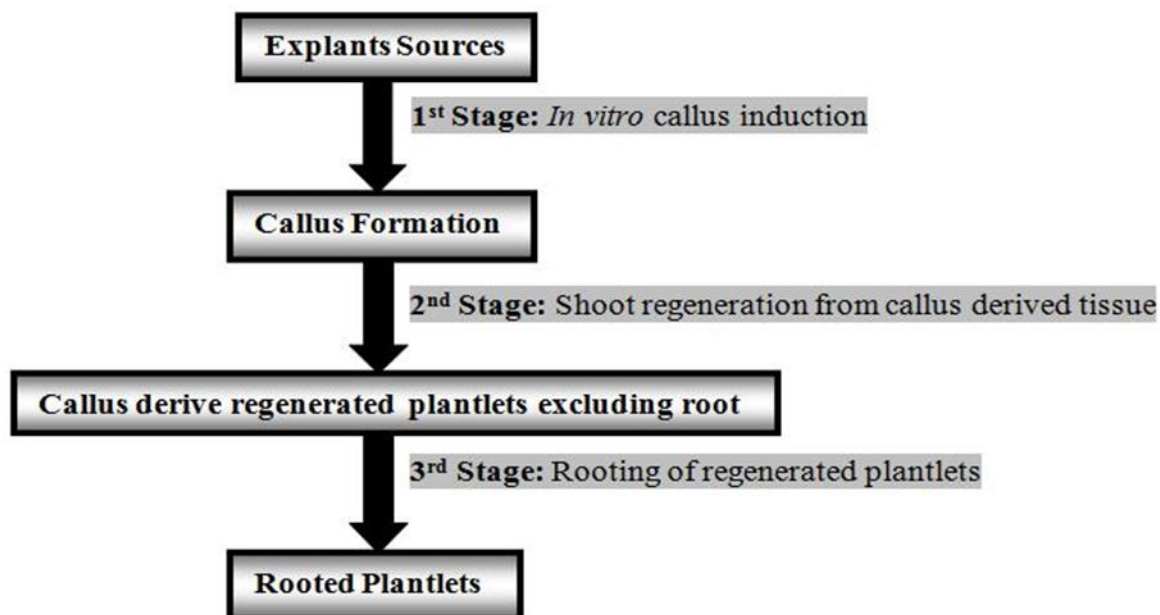 Explants Sources
1st Stage: In vitro callus induction
Callus Formation
2nd Stage: Shoot regeneration from callus derived tissue
Callus derive regenerated plantlets excluding root
3rd Stage: Rooting of regenerated plantlets
Rooted Plantlets